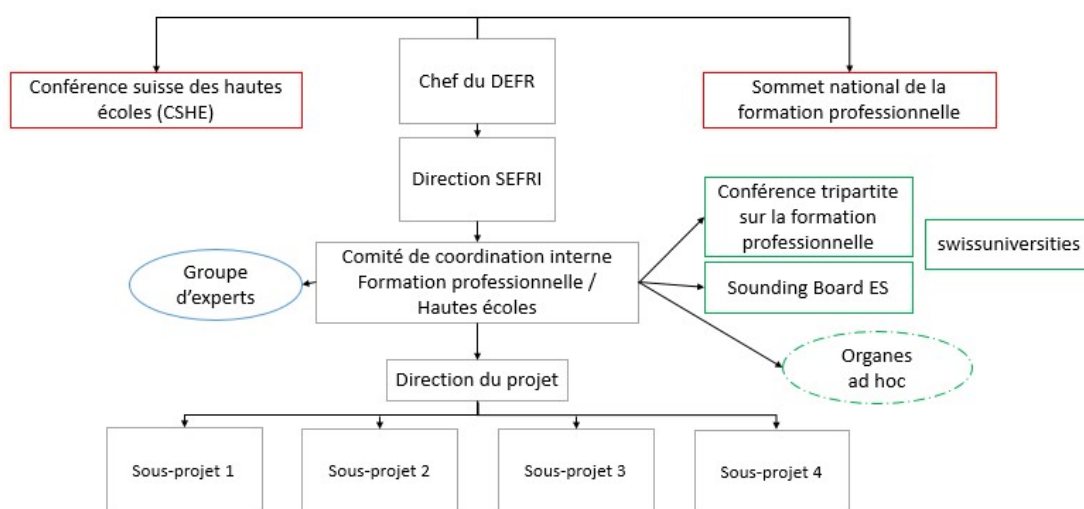 Conférence suisse des hautes
écoles (CSHE)
Chef du DEFR
Sommet national de la
formation professionnelle
Direction SEFRI
Conférence tripartite
sur la formation
professionnelle
swissuniversities
Groupe
d’experts
Comité de coordination interne
Formation professionnelle /
Hautes écoles
Sounding Board ES
Organes
ad hoc
Direction du projet
Sous-projet 1
Sous-projet 2
Sous-projet 3
Sous-projet 4